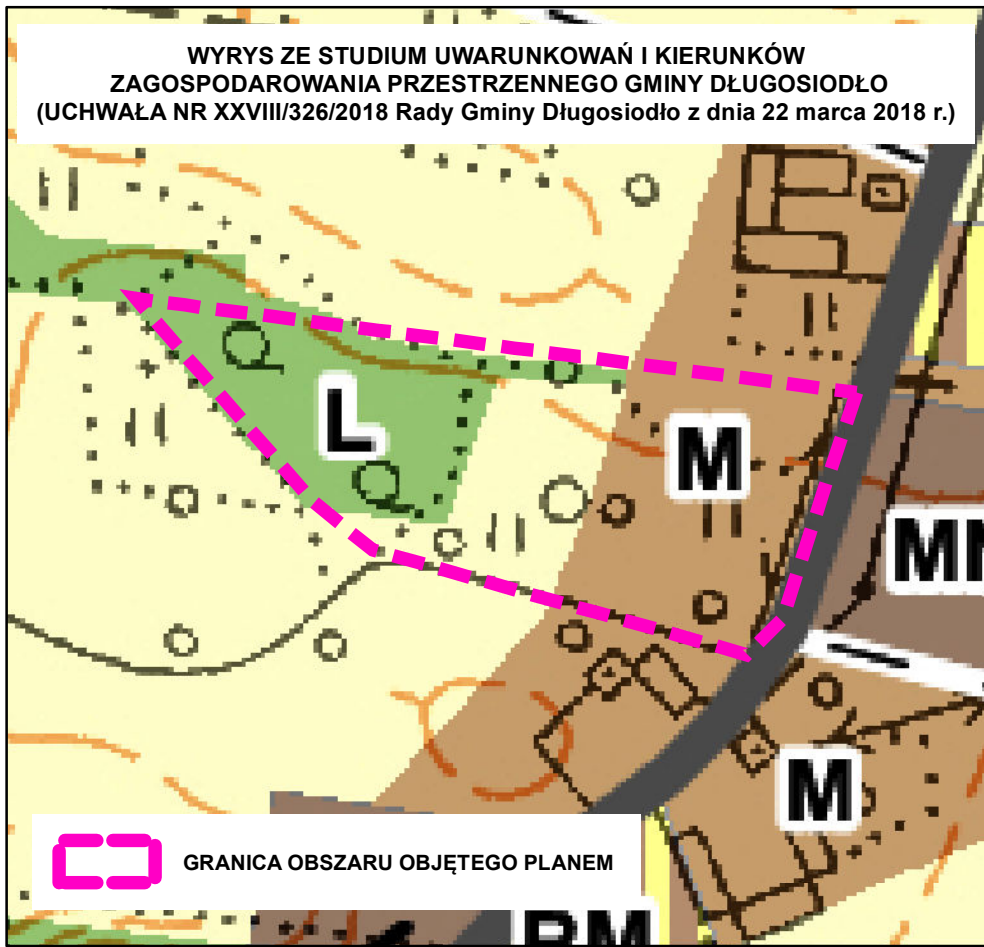 WYRYS ZE STUDIUM UWARUNKOWAŃ I KIERUNKÓW
ZAGOSPODAROWANIA PRZESTRZENNEGO GMINY DŁUGOSIODŁO
(UCHWAŁA NR XXVIII/326/2018 Rady Gminy Długosiodło z dnia 22 marca 2018 r.)
L
M
M
GRANICA OBSZARU OBJĘTEGO PLANEM